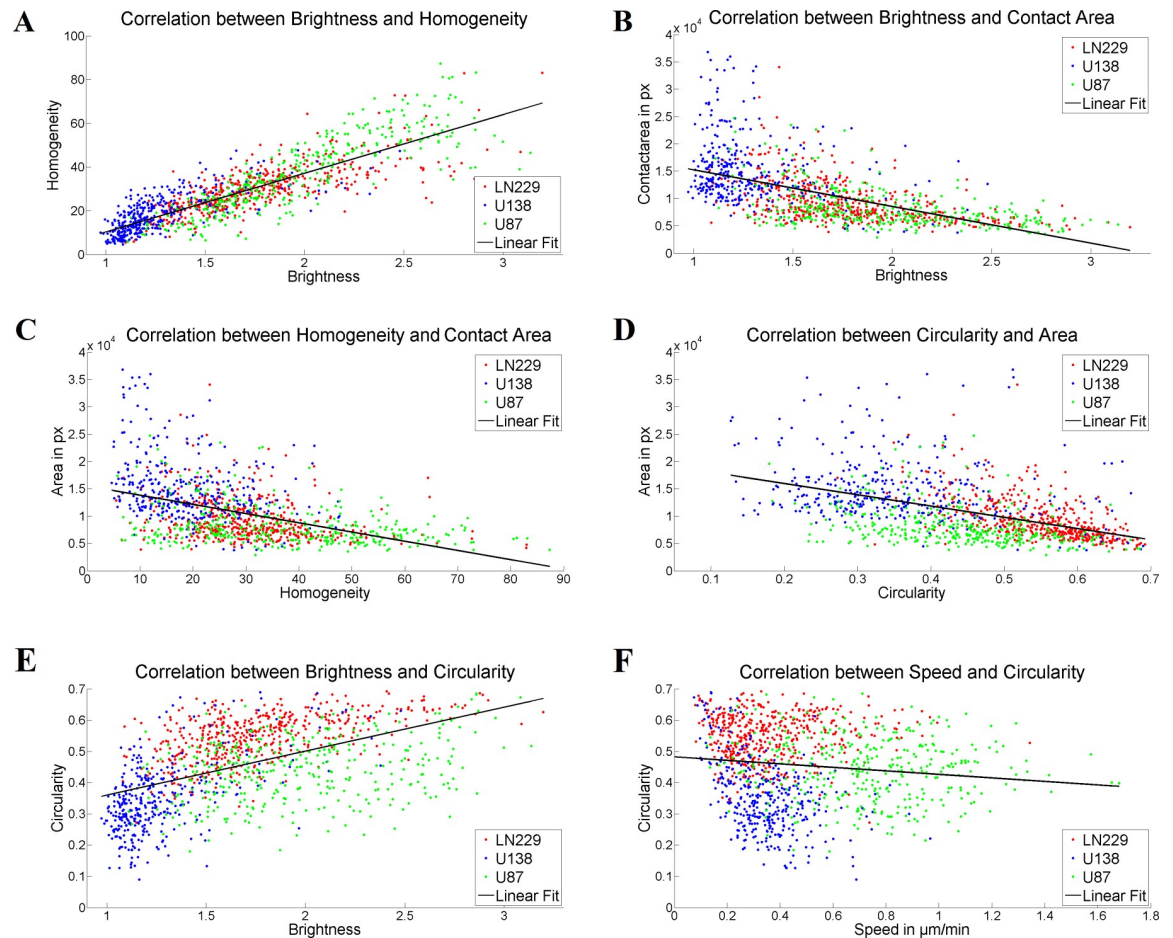 A
Correlation between Brightness and Homogeneity
100
80
60
40
20
0
Homogeneity
1
1.5
2
2.5
3
Brightness
LN229
U138
U87
Linear Fit
B
Correlation between Brightness and Contact Area
x 10⁴
4
3.5
3
2.5
2
1.5
1
0.5
0
Contactarea in px
1
1.5
2
2.5
3
Brightness
LN229
U138
U87
Linear Fit
C
Correlation between Homogeneity and Contact Area
x 10⁴
4
3.5
3
2.5
2
1.5
1
0.5
0
Area in px
0
10
20
30
40
50
60
70
80
90
Homogeneity
LN229
U138
U87
Linear Fit
D
Correlation between Circularity and Area
x 10⁴
4
3.5
3
2.5
2
1.5
1
0.5
0
Area in px
0.1
0.2
0.3
0.4
0.5
0.6
0.7
Circularity
LN229
U138
U87
Linear Fit
E
Correlation between Brightness and Circularity
0.7
0.6
0.5
0.4
0.3
0.2
0.1
0
Circularity
1
1.5
2
2.5
3
Brightness
LN229
U138
U87
Linear Fit
F
Correlation between Speed and Circularity
0.7
0.6
0.5
0.4
0.3
0.2
0.1
0
Circularity
0
0.2
0.4
0.6
0.8
1
1.2
1.4
1.6
1.8
Speed in µm/min
LN229
U138
U87
Linear Fit